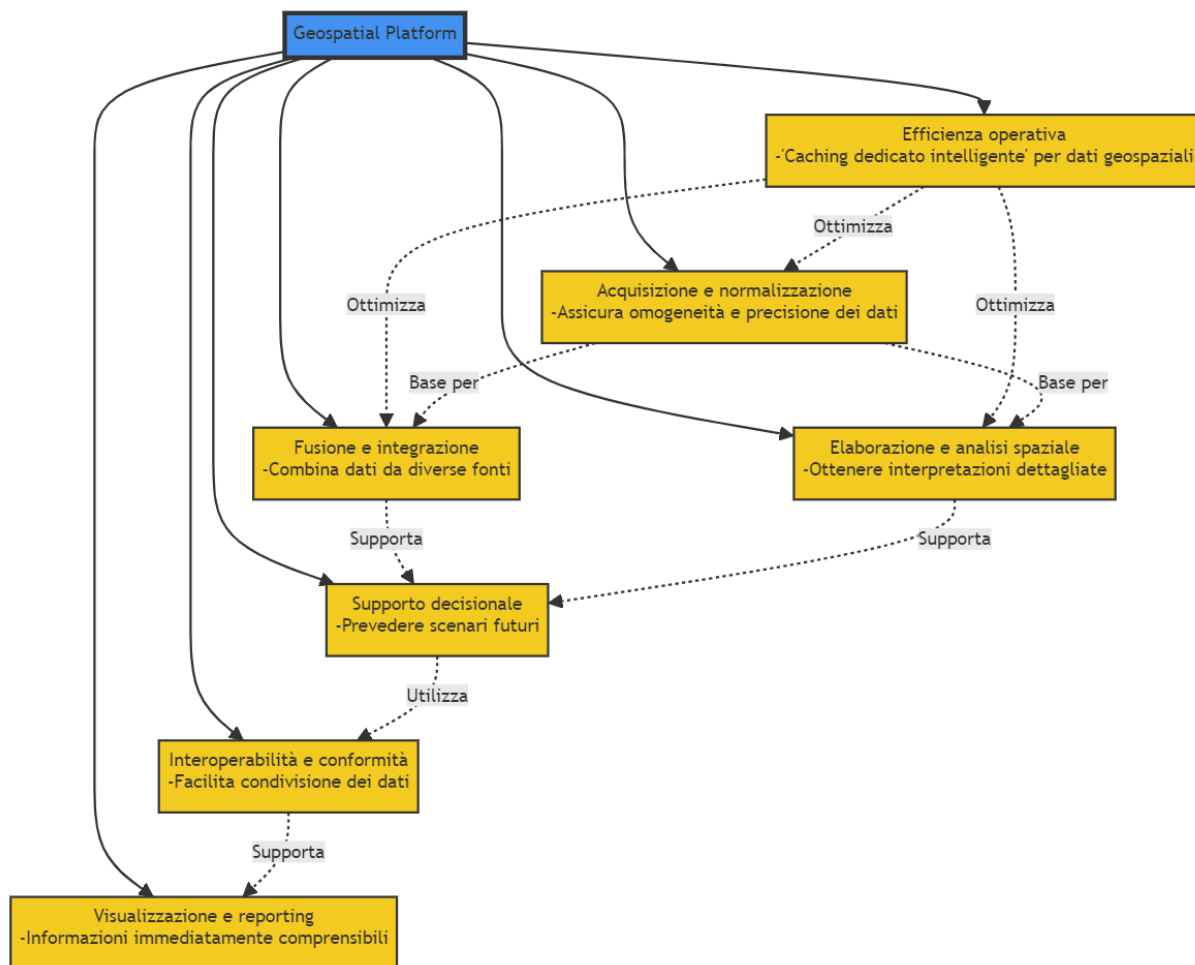 Geospatial Platform
Efficienza operativa
-'Caching dedicato intelligente' per dati geospaziali
Ottimizza
Acquisizione e normalizzazione
-Assicura omogeneità e precisione dei dati
Ottimizza
Ottimizza
Base per
Base per
Fusione e integrazione
-Combina dati da diverse fonti
Elaborazione e analisi spaziale
-Ottenere interpretazioni dettagliate
Supporta
Supporta
Supporto decisionale
-Prevedere scenari futuri
Utilizza
Interoperabilità e conformità
-Facilita condivisione dei dati
Supporta
Visualizzazione e reporting
-Informazioni immediatamente comprensibili